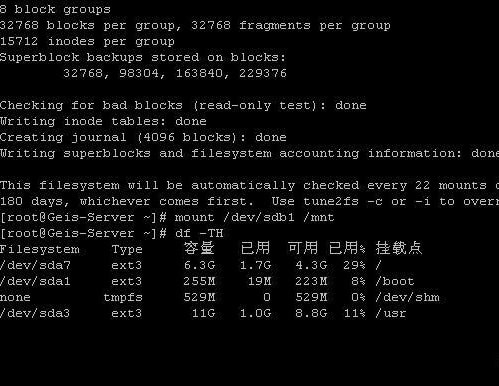 8 block groups
32768 blocks per group, 32768 fragments per group
15712 inodes per group
Superblock backups stored on blocks:
        32768, 98304, 163840, 229376

Checking for bad blocks (read-only test): done
Writing inode tables: done
Creating journal (4096 blocks): done
Writing superblocks and filesystem accounting information: done

This filesystem will be automatically checked every 22 mounts o
180 days, whichever comes first.  Use tune2fs -c or -i to overr
[root@Geis-Server ~]# mount /dev/sdb1 /mnt
[root@Geis-Server ~]# df -TH
Filesystem    Type     容量   已用  可用 已用% 挂载点
/dev/sda7     ext3     6.3G   1.7G   4.3G  29% /
/dev/sda1     ext3     255M    19M   223M   8% /boot
none         tmpfs     529M      0   529M   0% /dev/shm
/dev/sda3     ext3      11G   1.0G   8.8G  11% /usr